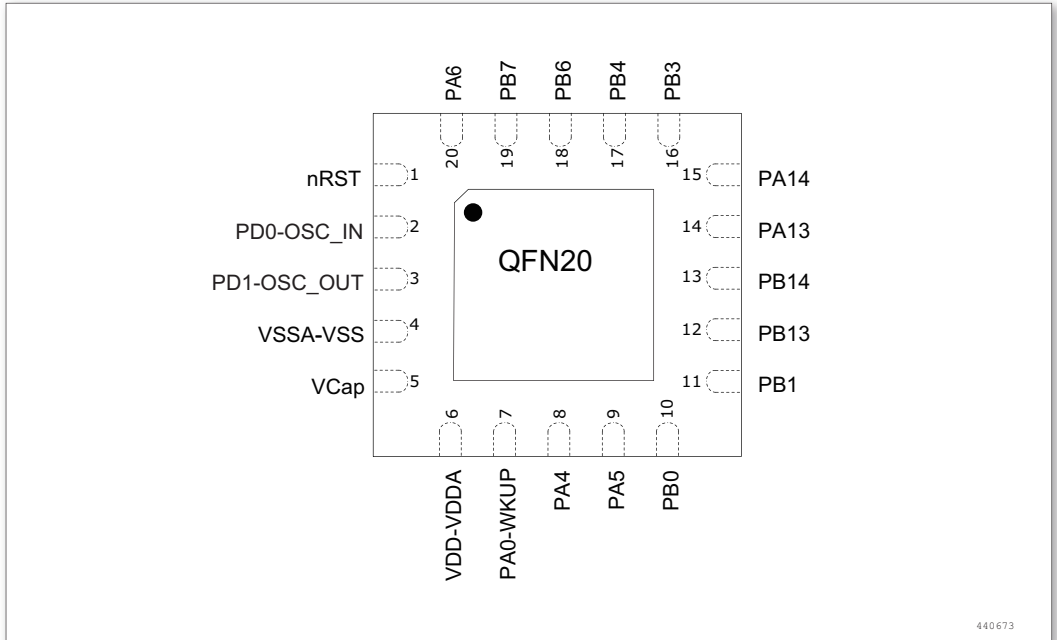 PA6
PB7
PB6
PB4
PB3
20
19
18
17
16
nRST
1
PD0-OSC_IN
2
PD1-OSC_OUT
3
VSSA-VSS
4
VCap
5
QFN20
15
PA14
14
PA13
13
PB14
12
PB13
11
PB1
6
7
8
9
10
VDD-VDDA
PA0-WKUP
PA4
PA5
PB0
440673